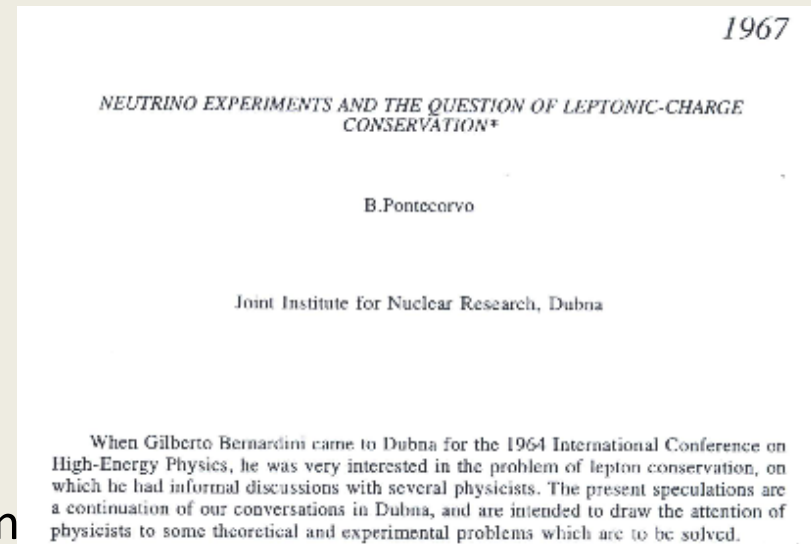 1967
NEUTRINO EXPERIMENTS AND THE QUESTION OF LEPTONIC-CHARGE
CONSERVATION*
B.Pontecorvo
Joint Institute for Nuclear Research, Dubna
When Gilberto Bernardini came to Dubna for the 1964 International Conference on
High-Energy Physics, he was very interested in the problem of lepton conservation, on
which he had informal discussions with several physicists. The present speculations are
a continuation of our conversations in Dubna, and are intended to draw the attention of
physicists to some theoretical and experimental problems which are to be solved.
n